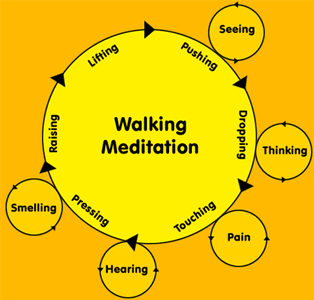 Walking
Meditation
Lifting
Pushing
Dropping
Touching
Pressing
Raising
Seeing
Thinking
Pain
Hearing
Smelling